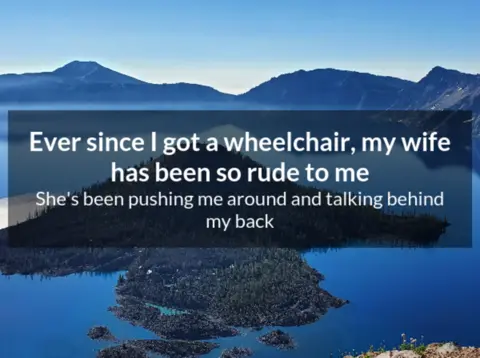 Ever since I got a wheelchair, my wife
has been so rude to me
She's been pushing me around and talking behind
my back